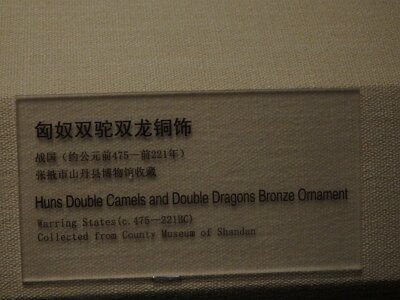 匈奴双驼双龙铜饰
战国（约公元前475—前221年）
张掖市山丹县博物馆收藏
Huns Double Camels and Double Dragons Bronze Ornament
Warring States(c.475—221BC)
Collected from County Museum of Shandan